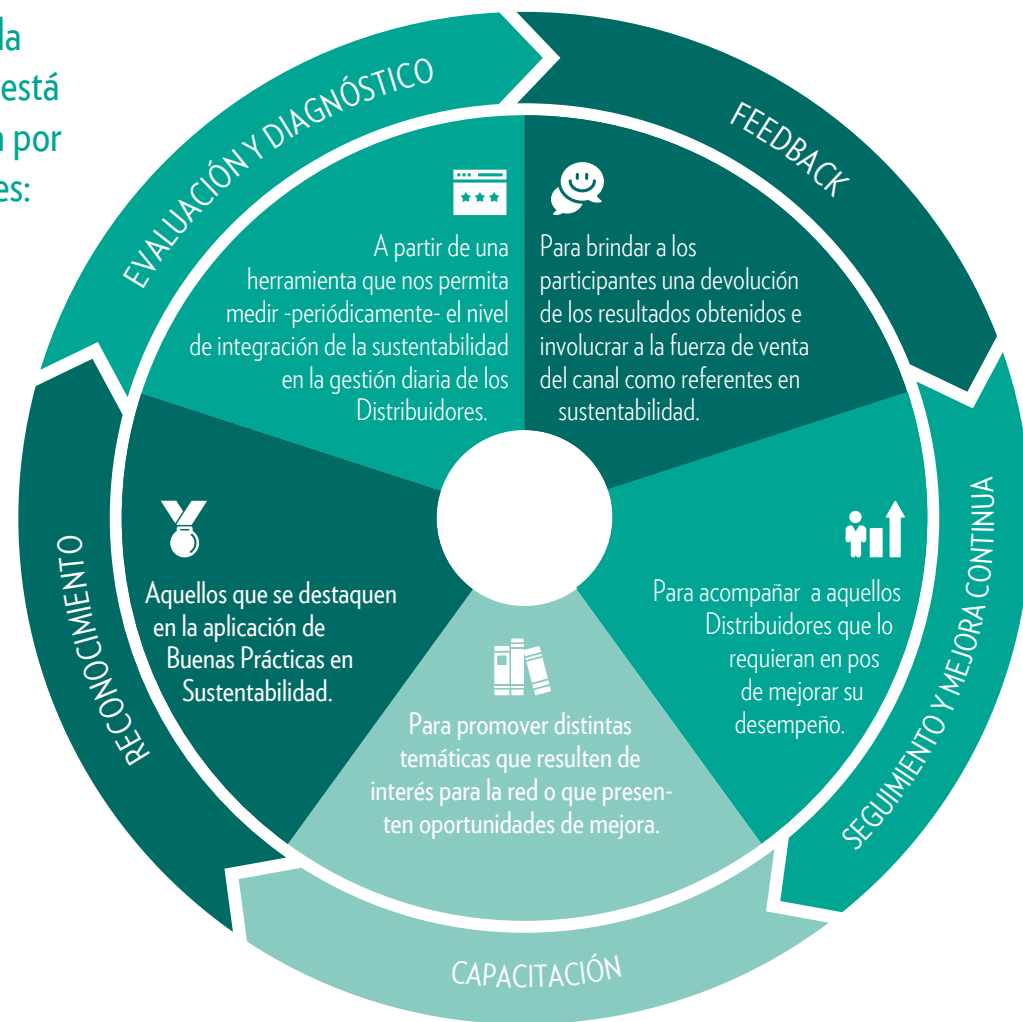 la
está
por
es:
EVALUACIÓN Y DIAGNÓSTICO
A partir de una
herramienta que nos permita
medir -periódicamente- el nivel
de integración de la sustentabilidad
en la gestión diaria de los
Distribuidores.
FEEDBACK
Para brindar a los
participantes una devolución
de los resultados obtenidos e
involucrar a la fuerza de venta
del canal como referentes en
sustentabilidad.
SEGUIMIENTO Y MEJORA CONTINUA
Para acompañar a aquellos
Distribuidores que lo
requieran en pos
de mejorar su
desempeño.
CAPACITACIÓN
Para promover distintas
temáticas que resulten de
interés para la red o que presen-
ten oportunidades de mejora.
RECONOCIMIENTO
Aquellos que se destaquen
en la aplicación de
Buenas Prácticas en
Sustentabilidad.